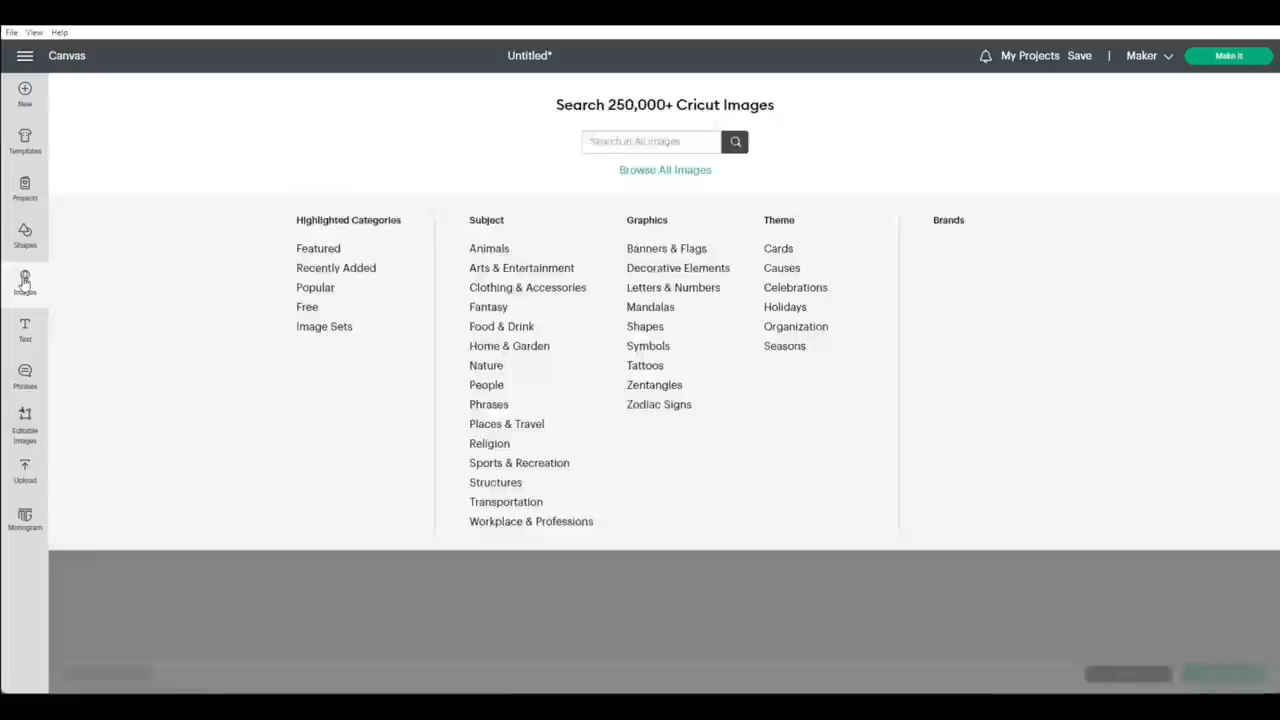 File View Help
Canvas
Untitled*
My Projects Save | Maker Make It
New
Templates
Projects
Shapes
Images
Text
Phrases
Editable
Images
Upload
Monogram
Search 250,000+ Cricut Images
Search in All Images
Browse All Images
Highlighted Categories
Featured
Recently Added
Popular
Free
Image Sets
Subject
Animals
Arts & Entertainment
Clothing & Accessories
Fantasy
Food & Drink
Home & Garden
Nature
People
Phrases
Places & Travel
Religion
Sports & Recreation
Structures
Transportation
Workplace & Professions
Graphics
Banners & Flags
Decorative Elements
Letters & Numbers
Mandalas
Shapes
Symbols
Tattoos
Zentangles
Zodiac Signs
Theme
Cards
Causes
Celebrations
Holidays
Organization
Seasons
Brands